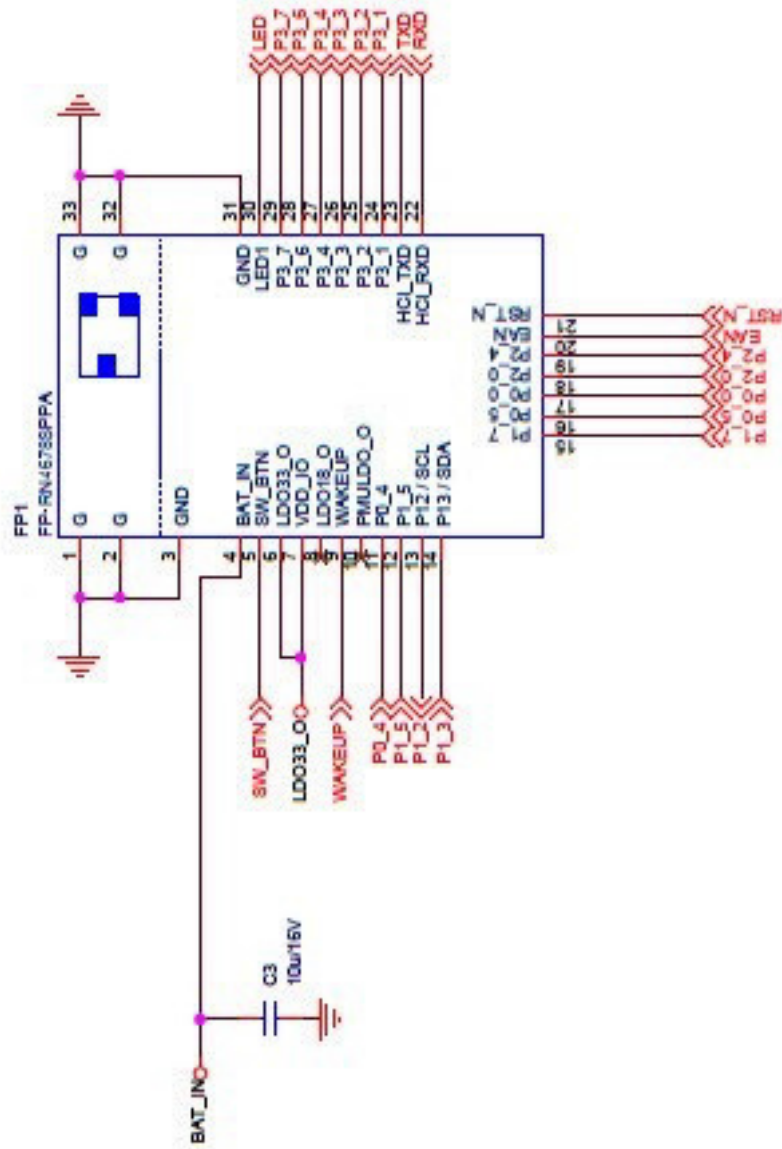 FP1
FP-RN4678SPPA
33
32
31
30
29
28
27
26
25
24
23
22
G
G
GND
LED1
P3_7
P3_6
P3_4
P3_3
P3_2
P3_1
HCI_TXD
HCI_RXD
LED
P3_7
P3_6
P3_4
P3_3
P3_2
P3_1
TXD
RXD
G
G
GND
BAT_IN
SW_BTN
LDO33_O
VDD_IO
LDO18_O
WAKEUP
PMULDO_O
P0_4
P1_5
P12 / SCL
P13 / SDA
1
2
3
4
5
6
7
8
9
10
11
12
13
14
SW_BTN
LDO33_O
WAKEUP
P0_4
P1_5
P1_2
P1_3
P1_7
P0_5
P0_0
P2_0
P2_4
EAN
RST_N
15
16
17
18
19
20
21
P1_7
P0_5
P0_0
P2_0
P2_4
EAN
RST_N
BAT_IN
C3
10u/16V